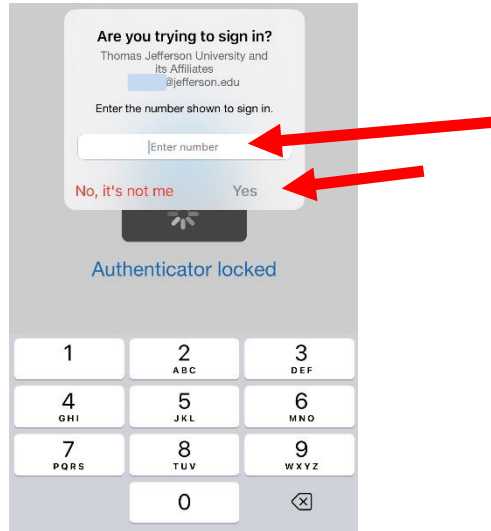 Are you trying to sign in?
Thomas Jefferson University and
its Affiliates
@jefferson.edu
Enter the number shown to sign in.
Enter number
No, it's not me Yes
Authenticator locked
1 2 3
ABC DEF
4 5 6
GHI JKL MNO
7 8 9
PQRS TUV WXYZ
0